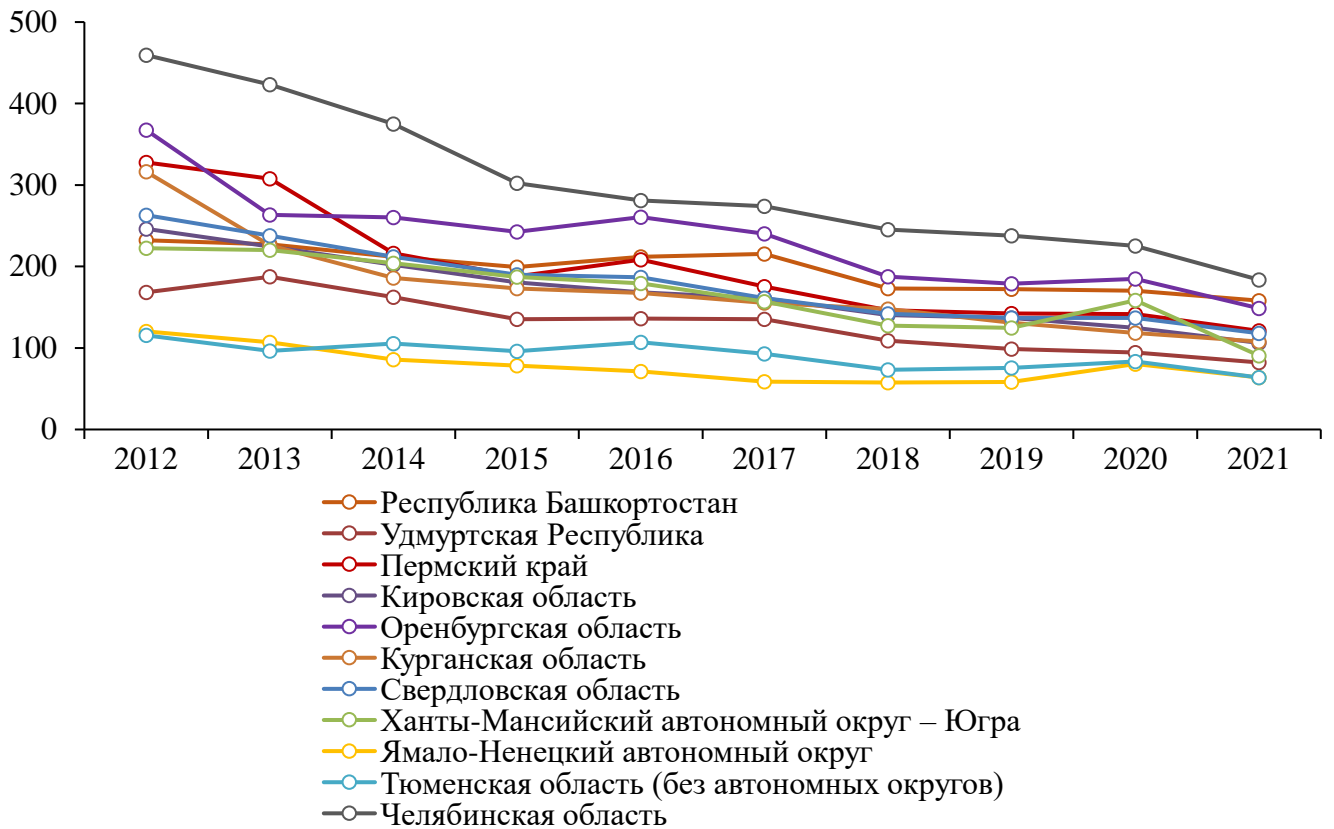 500
400
300
200
100
0
2012 2013 2014 2015 2016 2017 2018 2019 2020 2021
Республика Башкортостан
Удмуртская Республика
Пермский край
Кировская область
Оренбургская область
Курганская область
Свердловская область
Ханты-Мансийский автономный округ – Югра
Ямало-Ненецкий автономный округ
Тюменская область (без автономных округов)
Челябинская область